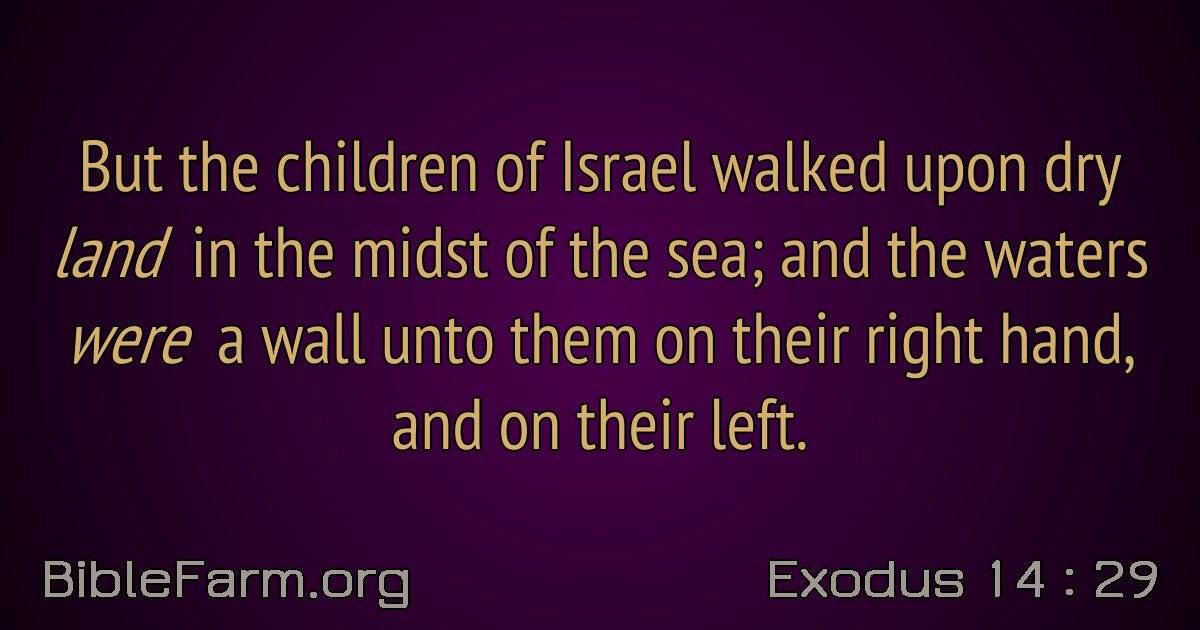 But the children of Israel walked upon dry
land in the midst of the sea; and the waters
were a wall unto them on their right hand,
and on their left.
BibleFarm.org
Exodus 14 : 29